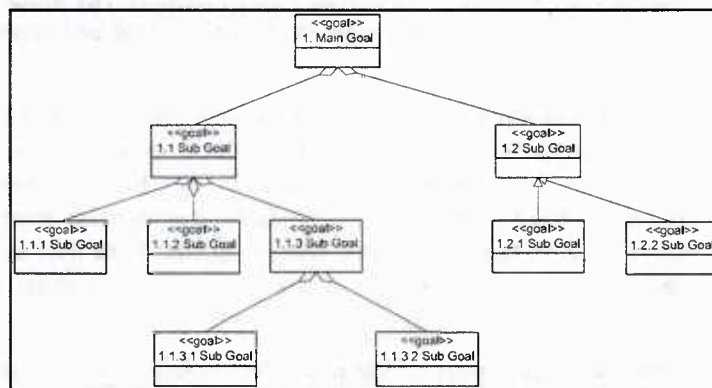 <<goal>>
1. Main Goal
<<goal>>
1.1 Sub Goal
<<goal>>
1.2 Sub Goal
<<goal>>
1.1.1 Sub Goal
<<goal>>
1.1.2 Sub Goal
<<goal>>
1.1.3 Sub Goal
<<goal>>
1.2.1 Sub Goal
<<goal>>
1.2.2 Sub Goal
<<goal>>
1.1.3.1 Sub Goal
<<goal>>
1.1.3.2 Sub Goal